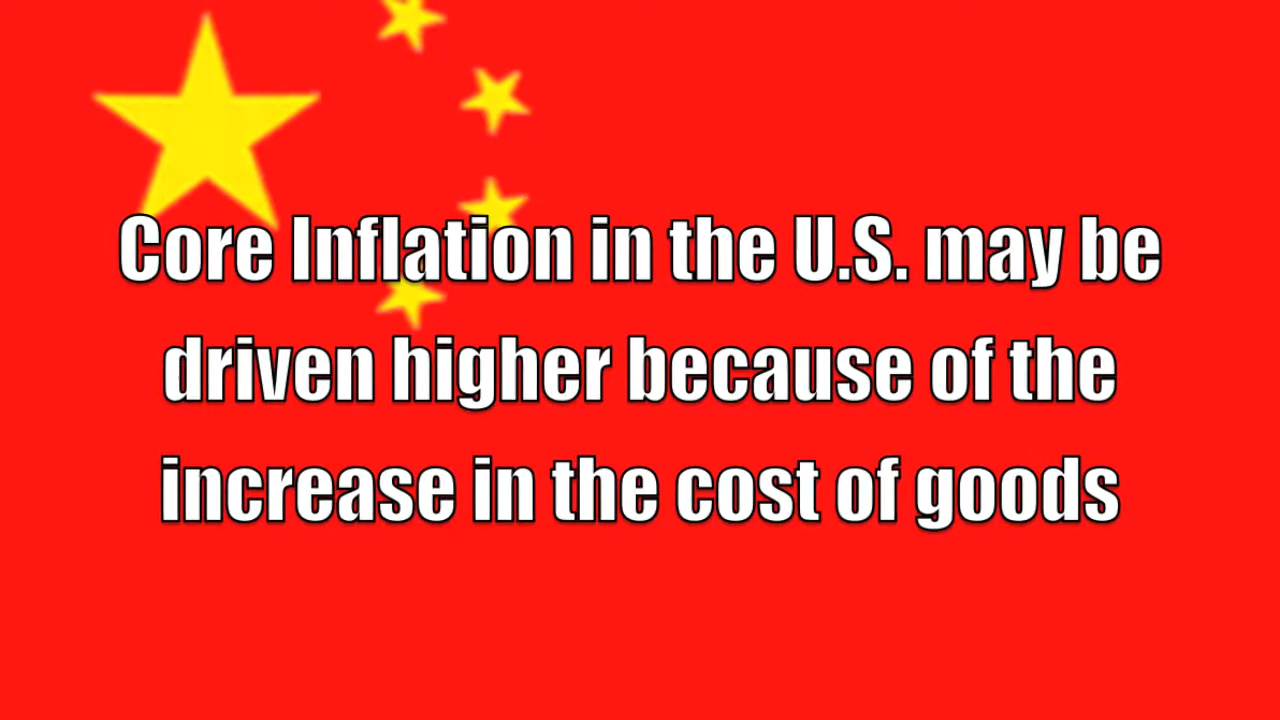 Core Inflation in the U.S. may be
driven higher because of the
increase in the cost of goods